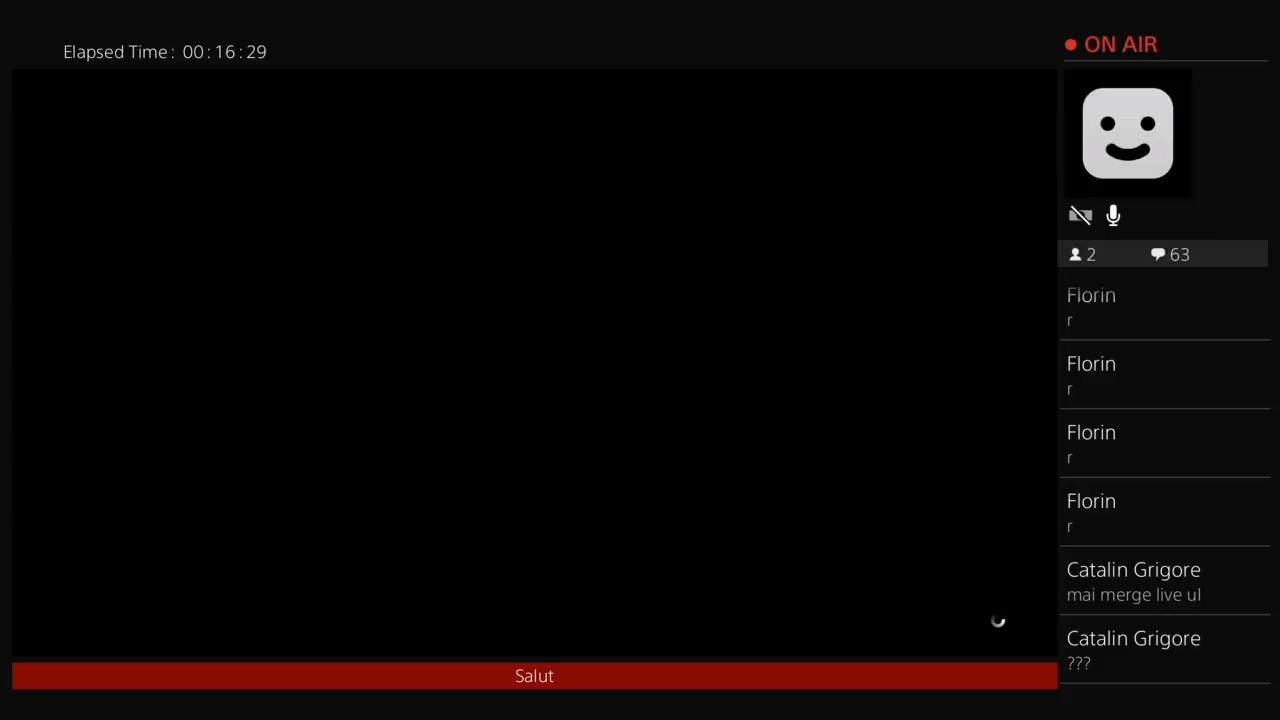 Elapsed Time: 00:16:29
ON AIR
2 63
Florin
r
Florin
r
Florin
r
Florin
r
Catalin Grigore
mai merge live ul
Catalin Grigore
???
Salut